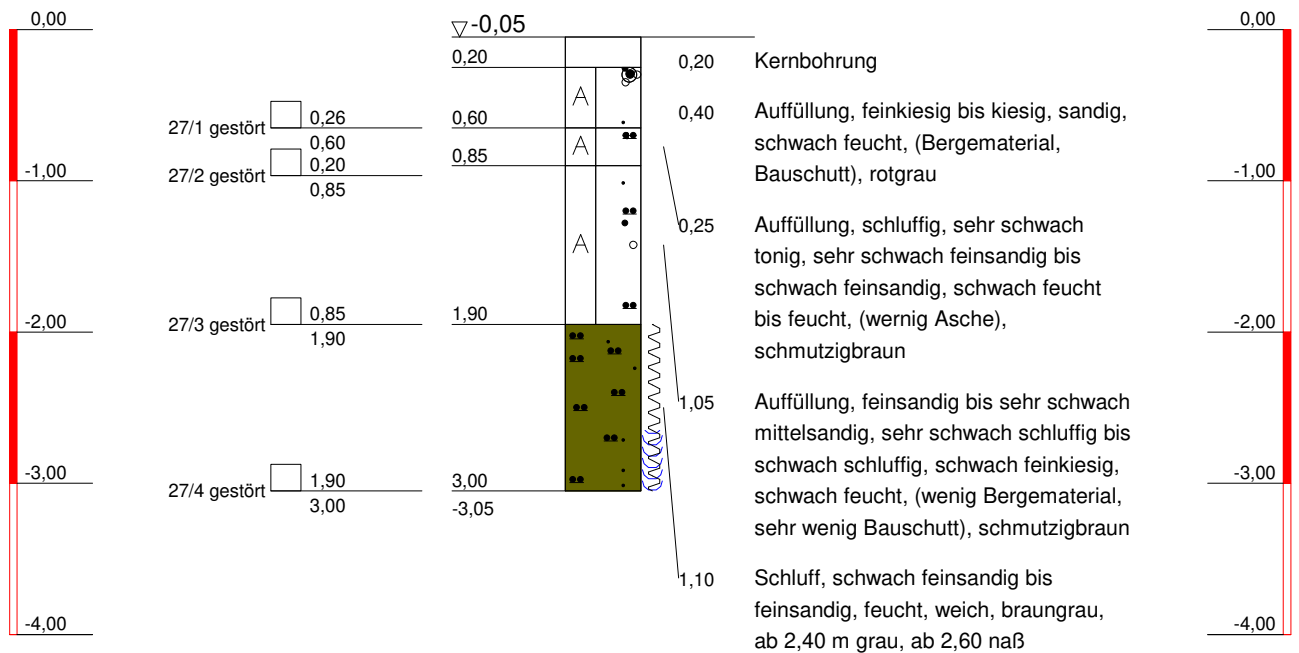 0,00
-1,00
-2,00
-3,00
-4,00
27/1 gestört
0,26
0,60
27/2 gestört
0,20
0,85
27/3 gestört
0,85
1,90
27/4 gestört
1,90
3,00
-0,05
0,20
0,60
0,85
1,90
3,00
-3,05
A
A
A
0,20 Kernbohrung
0,40 Auffüllung, feinkiesig bis kiesig, sandig,
schwach feucht, (Bergematerial,
Bauschutt), rotgrau
0,25 Auffüllung, schluffig, sehr schwach
tonig, sehr schwach feinsandig bis
schwach feinsandig, schwach feucht
bis feucht, (wernig Asche),
schmutzigbraun
1,05 Auffüllung, feinsandig bis sehr schwach
mittelsandig, sehr schwach schluffig bis
schwach schluffig, schwach feinkiesig,
schwach feucht, (wenig Bergematerial,
sehr wenig Bauschutt), schmutzigbraun
1,10 Schluff, schwach feinsandig bis
feinsandig, feucht, weich, braungrau,
ab 2,40 m grau, ab 2,60 naß
0,00
-1,00
-2,00
-3,00
-4,00